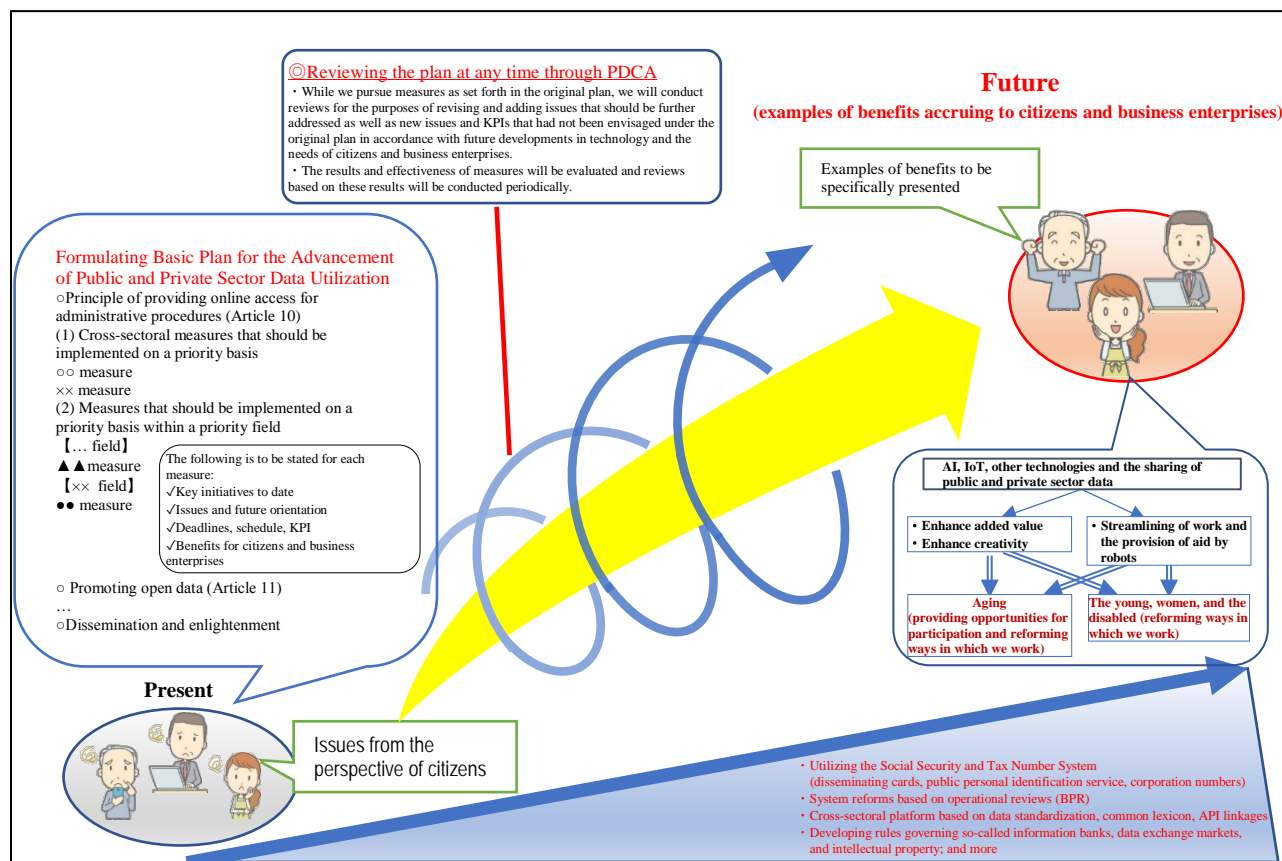 ◎Reviewing the plan at any time through PDCA
・While we pursue measures as set forth in the original plan, we will conduct
reviews for the purposes of revising and adding issues that should be further
addressed as well as new issues and KPIs that had not been envisaged under the
original plan in accordance with future developments in technology and the
needs of citizens and business enterprises.
・The results and effectiveness of measures will be evaluated and reviews
based on these results will be conducted periodically.
Future
(examples of benefits accruing to citizens and business enterprises)
Examples of benefits to be
specifically presented
Formulating Basic Plan for the Advancement
of Public and Private Sector Data Utilization
○Principle of providing online access for
administrative procedures (Article 10)
(1) Cross-sectoral measures that should be
implemented on a priority basis
○○ measure
×× measure
(2) Measures that should be implemented on a
priority basis within a priority field
【… field】
▲▲measure
【×× field】
●● measure
The following is to be stated for each
measure:
✓Key initiatives to date
✓Issues and future orientation
✓Deadlines, schedule, KPI
✓Benefits for citizens and business
enterprises
○ Promoting open data (Article 11)
…
○Dissemination and enlightenment
AI, IoT, other technologies and the sharing of
public and private sector data
• Enhance added value
• Enhance creativity
• Streamlining of work and
the provision of aid by
robots
Aging
(providing opportunities for
participation and reforming
ways in which we work)
The young, women, and the
disabled (reforming ways in
which we work)
Present
Issues from the
perspective of citizens
・Utilizing the Social Security and Tax Number System
(disseminating cards, public personal identification service, corporation numbers)
・System reforms based on operational reviews (BPR)
・Cross-sectoral platform based on data standardization, common lexicon, API linkages
・Developing rules governing so-called information banks, data exchange markets,
and intellectual property; and more